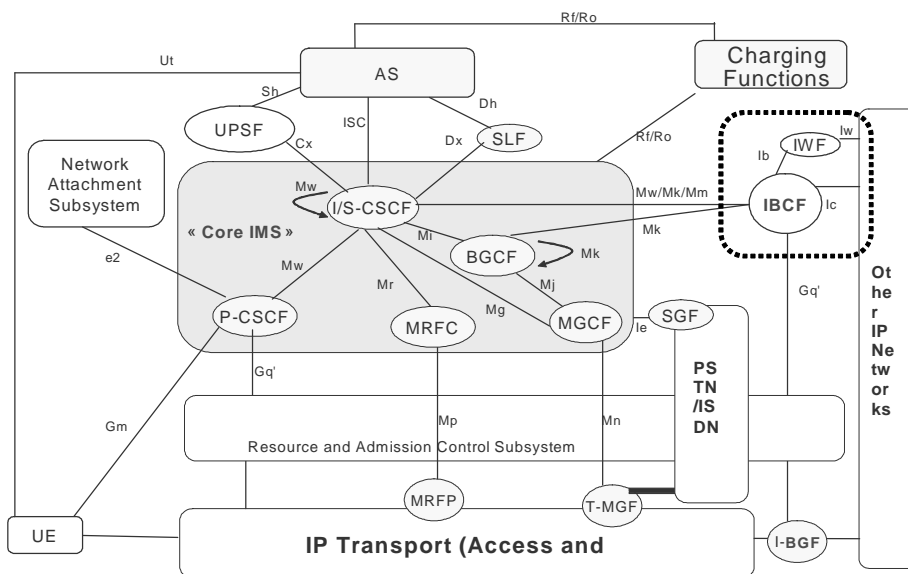 Rf/Ro
Ut
AS
Charging
Functions
Sh
ISC
Dh
UPSF
Cx
Dx
SLF
Rf/Ro
IWF
Iw
Ib
Network
Attachment
Subsystem
Mw
I/S-CSCF
Mw/Mk/Mm
IBCF
Ic
« Core IMS »
Mi
Mk
BGCF
Mk
e2
Mw
Mr
Mj
Mg
Gq'
Ot
he
r
IP
Ne
tw
or
ks
P-CSCF
MRFC
MGCF
Ie
SGF
Gq'
PS
TN
/IS
DN
Gm
Mp
Mn
Resource and Admission Control Subsystem
MRFP
T-MGF
UE
IP Transport (Access and
I-BGF